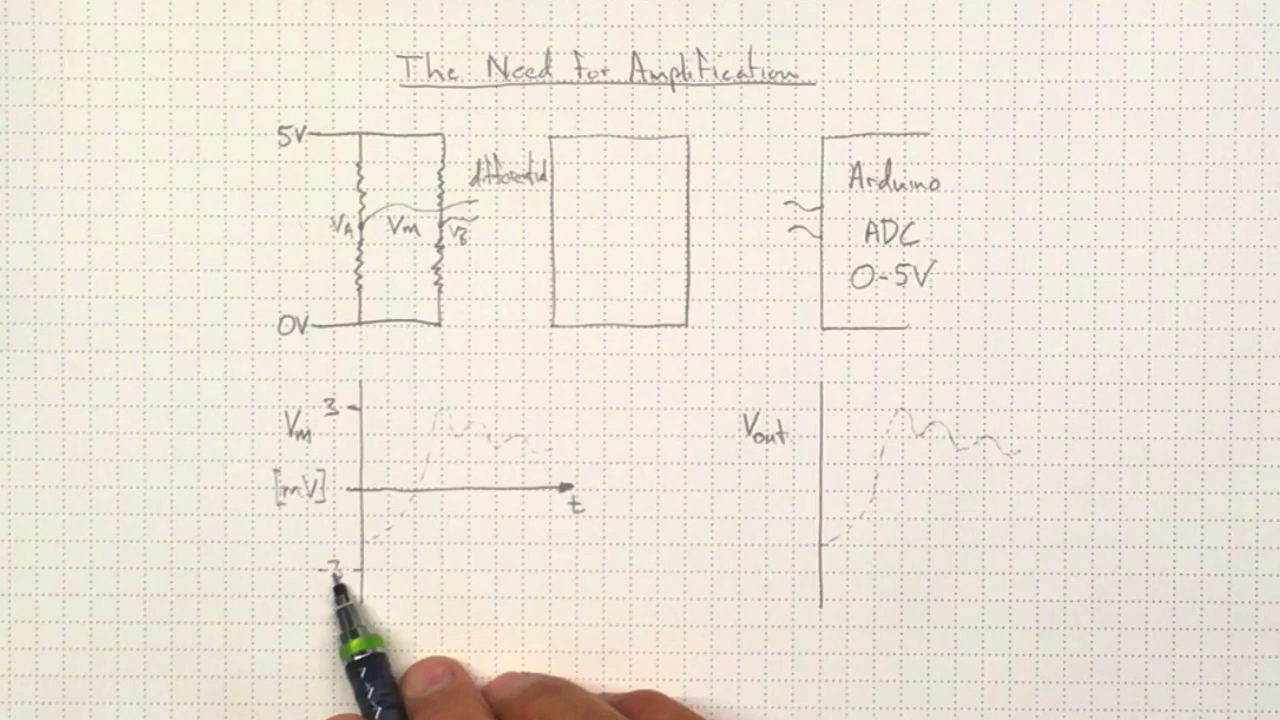 The Need for Amplification
5V
differential
Arduino
VA Vm VB
ADC
0-5V
0V
3
Vm
Vout
[mV]
t
-3